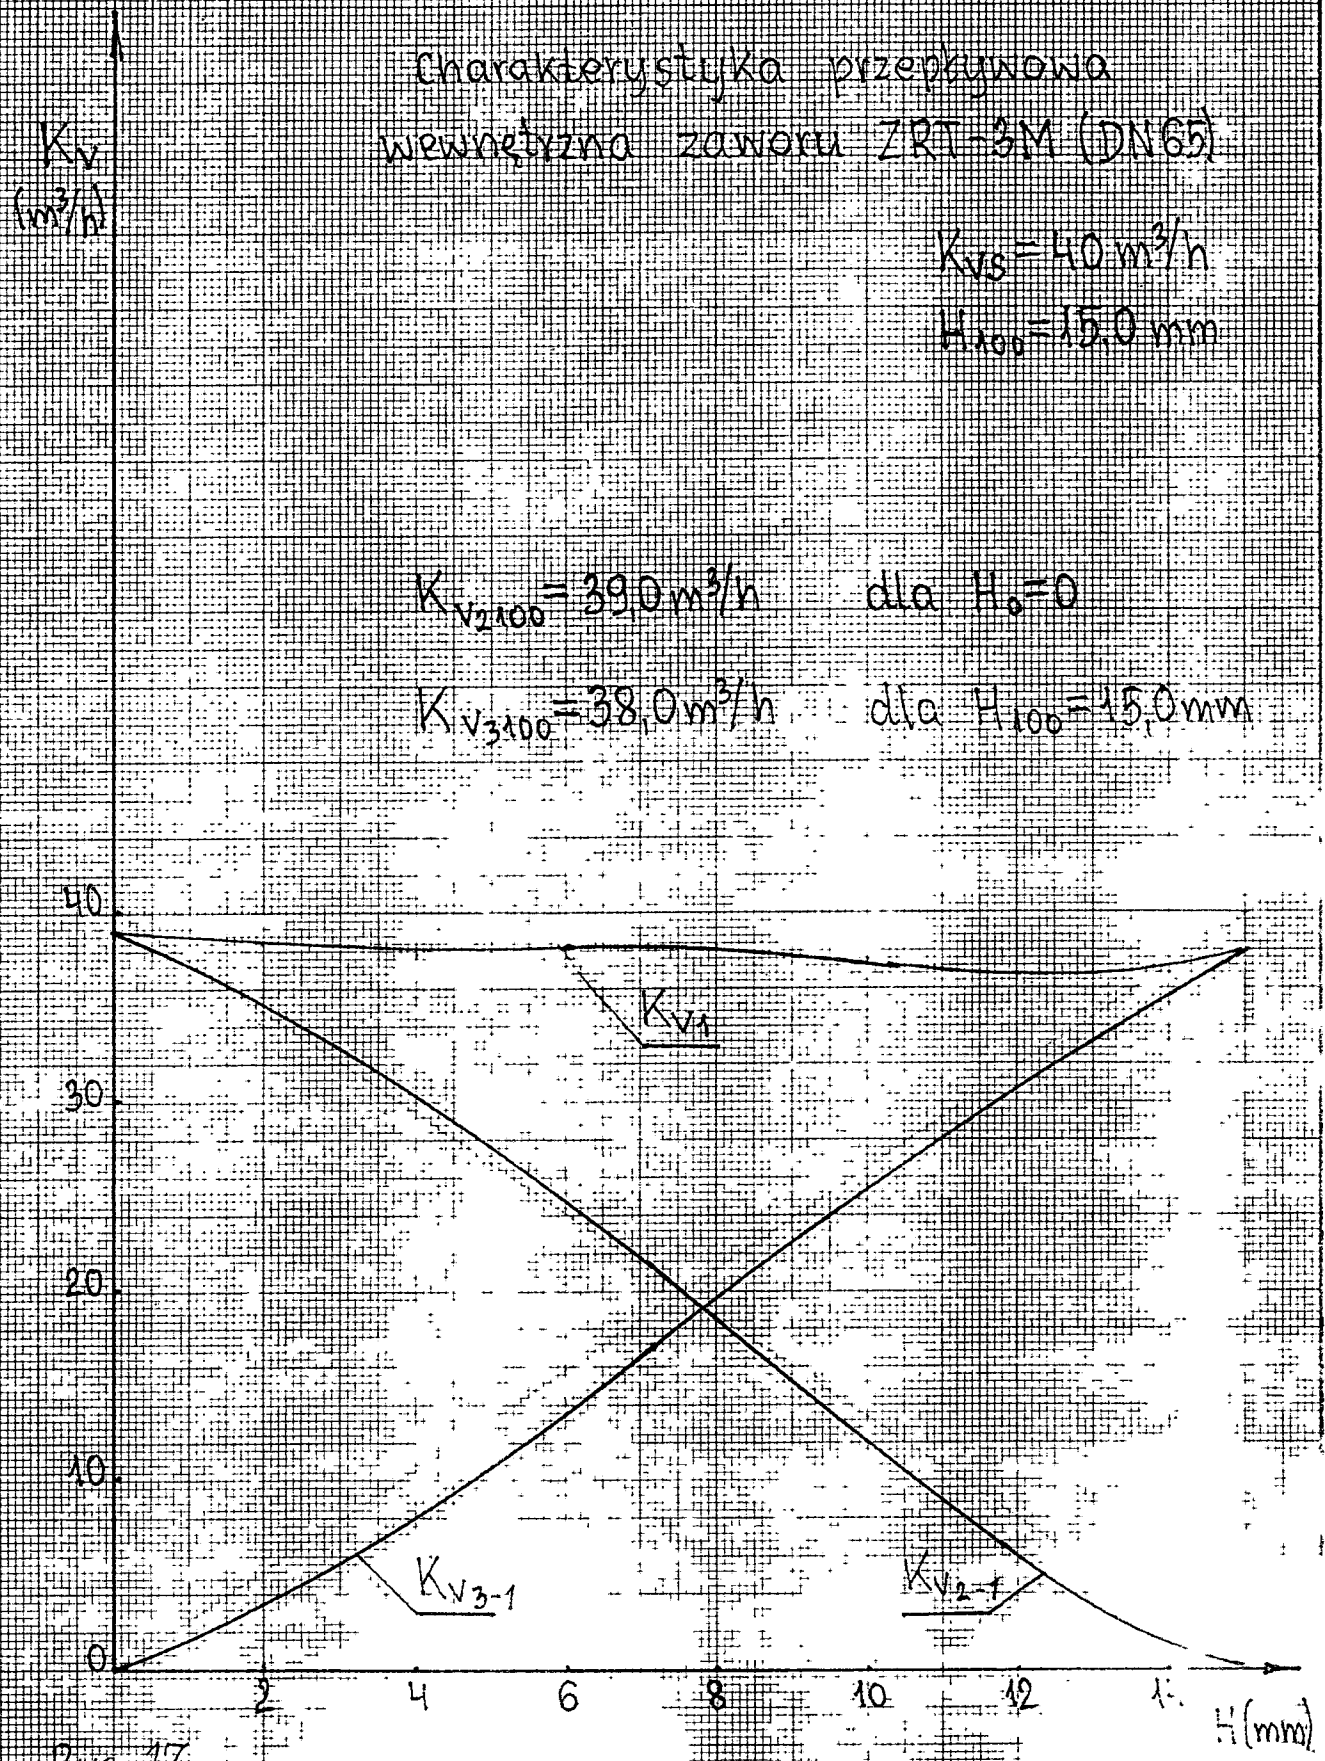 Charakterystyka przepływowa
wewnętrzna zaworu ZRT-3M (DN65)
Kv
(m³/h)
Kvs=40 m³/h
H100=15,0 mm
Kv2100=39,0 m³/h dla H0=0
Kv3100=38,0 m³/h dla H100=15,0mm
40
Kv1
30
20
10
Kv3-1
Kv2-1
0
2 4 6 8 10 12
H(mm)